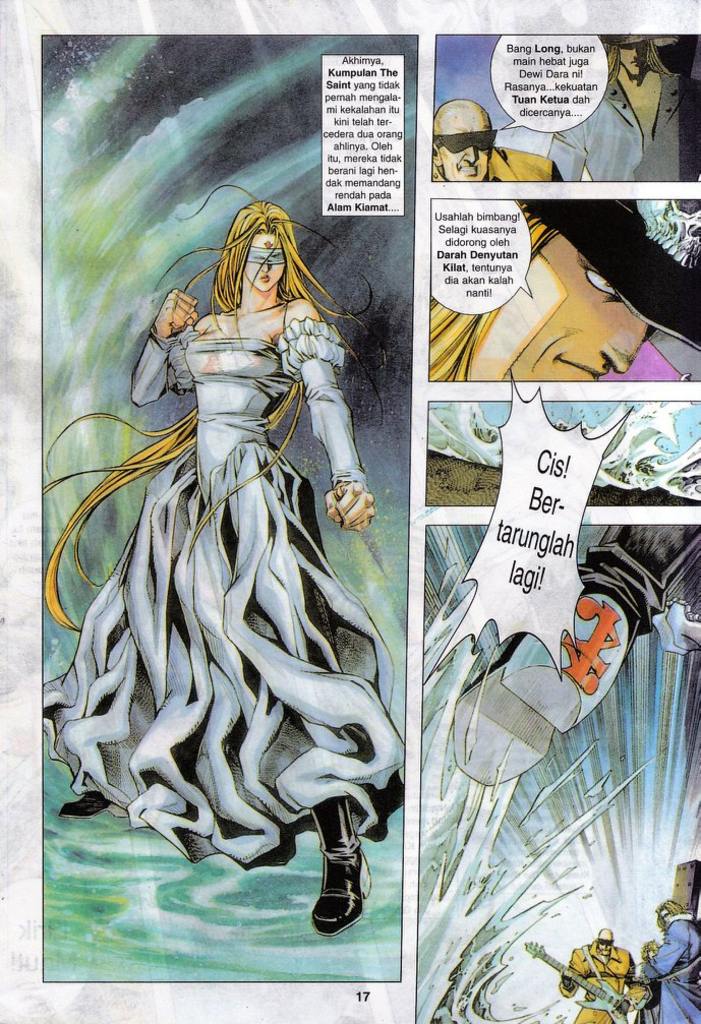 Akhirnya,
Kumpulan The
Saint yang tidak
pernah mengala-
mi kekalahan itu
kini telah ter-
cedera dua orang
ahlinya. Oleh
itu, mereka tidak
berani lagi hen-
dak memandang
rendah pada
Alam Kiamat....
Bang Long, bukan
main hebat juga
Dewi Dara ni!
Rasanya...kekuatan
Tuan Ketua dah
dicercanya....
Usahlah bimbang!
Selagi kuasanya
didorong oleh
Darah Denyutan
Kilat, tentunya
dia akan kalah
nanti!
Cis!
Ber-
tarunglah
lagi!
17